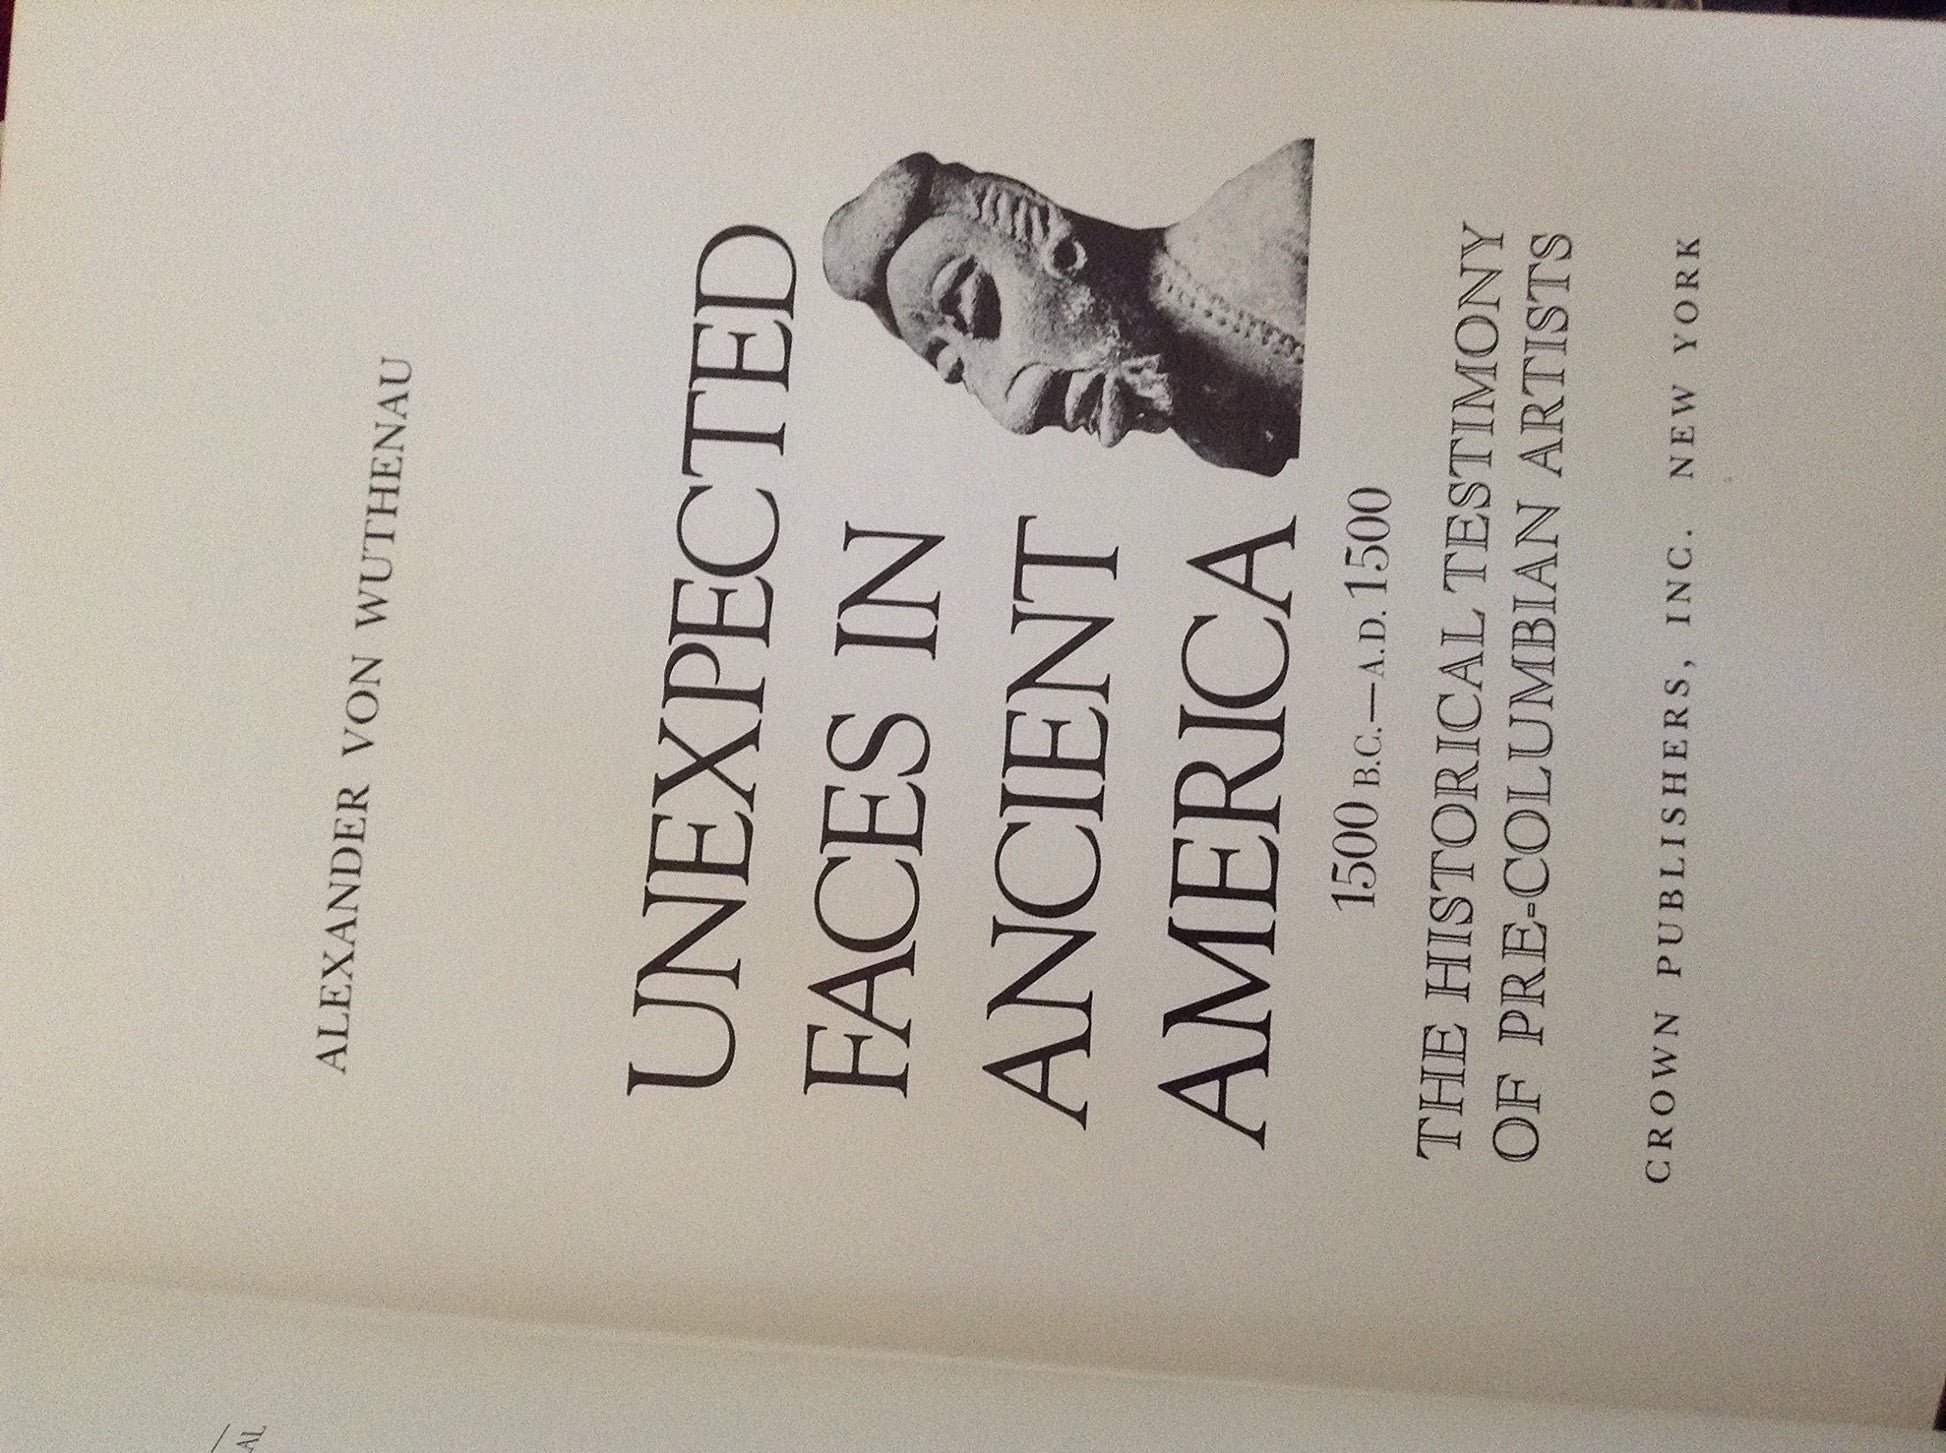 ALEXANDER VON WUTHENAU
UNEXPECTED
FACES IN
ANCIENT
AMERICA
1500 B.C.—A.D. 1500
THE HISTORICAL TESTIMONY
OF PRE-COLUMBIAN ARTISTS
CROWN PUBLISHERS, INC. NEW YORK